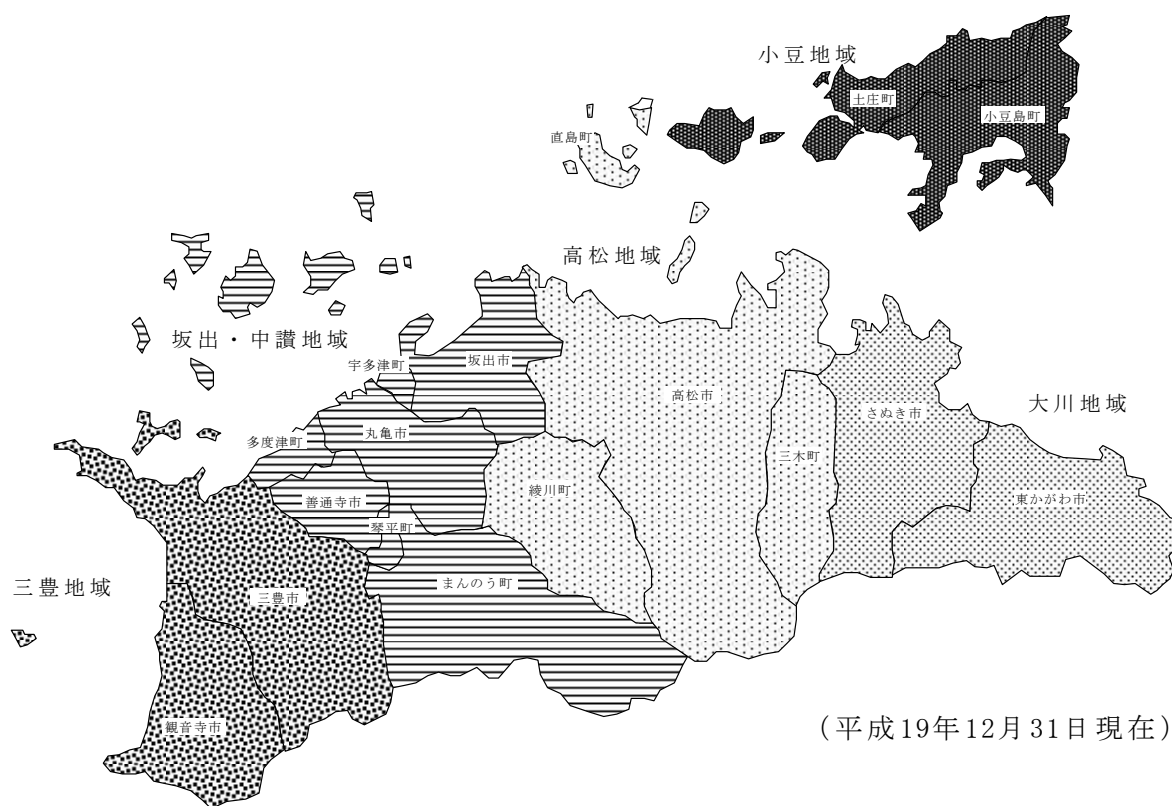 小豆地域
土庄町
小豆島町
直島町
高松地域
坂出・中讃地域
宇多津町
坂出市
高松市
さぬき市
大川地域
多度津町
丸亀市
三木町
善通寺市
綾川町
東かがわ市
琴平町
まんのう町
三豊地域
三豊市
観音寺市
(平成19年12月31日現在)